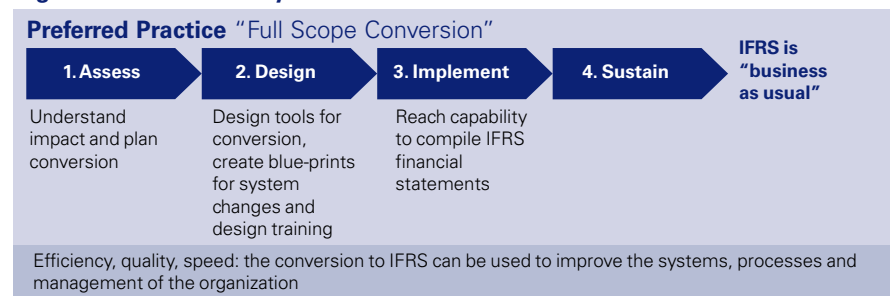 Preferred Practice “Full Scope Conversion”
1. Assess
2. Design
3. Implement
4. Sustain
IFRS is
“business
as usual”
Understand
impact and plan
conversion
Design tools for
conversion,
create blue-prints
for system
changes and
design training
Reach capability
to compile IFRS
financial
statements
Efficiency, quality, speed: the conversion to IFRS can be used to improve the systems, processes and
management of the organization